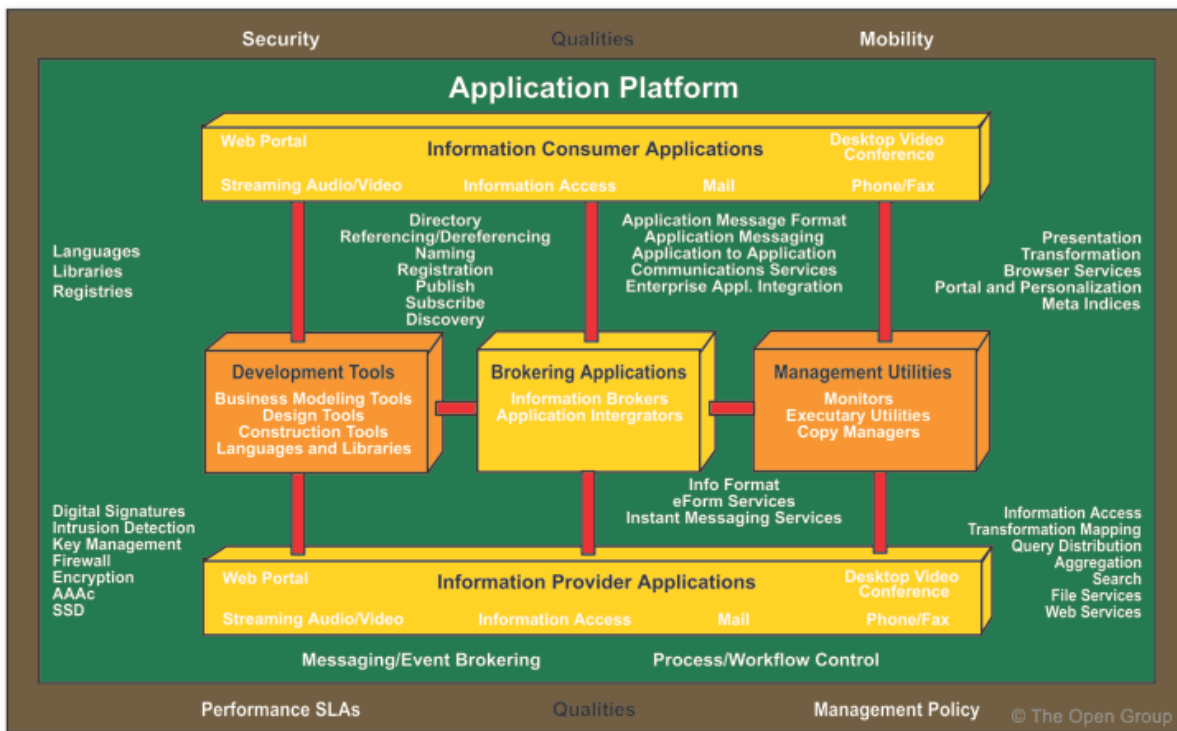 Security Qualities Mobility
Application Platform
Web Portal
Information Consumer Applications
Desktop Video
Conference
Streaming Audio/Video Information Access Mail Phone/Fax
Languages
Libraries
Registries
Directory
Referencing/Dereferencing
Naming
Registration
Publish
Subscribe
Discovery
Application Message Format
Application Messaging
Application to Application
Communications Services
Enterprise Appl. Integration
Presentation
Transformation
Browser Services
Portal and Personalization
Meta Indices
Development Tools
Business Modeling Tools
Design Tools
Construction Tools
Languages and Libraries
Brokering Applications
Information Brokers
Application Intergrators
Management Utilities
Monitors
Executary Utilities
Copy Managers
Info Format
eForm Services
Instant Messaging Services
Digital Signatures
Intrusion Detection
Key Management
Firewall
Encryption
AAAc
SSD
Information Access
Transformation Mapping
Query Distribution
Aggregation
Search
File Services
Web Services
Web Portal
Information Provider Applications
Desktop Video
Conference
Streaming Audio/Video Information Access Mail Phone/Fax
Messaging/Event Brokering Process/Workflow Control
Performance SLAs Qualities Management Policy
© The Open Group